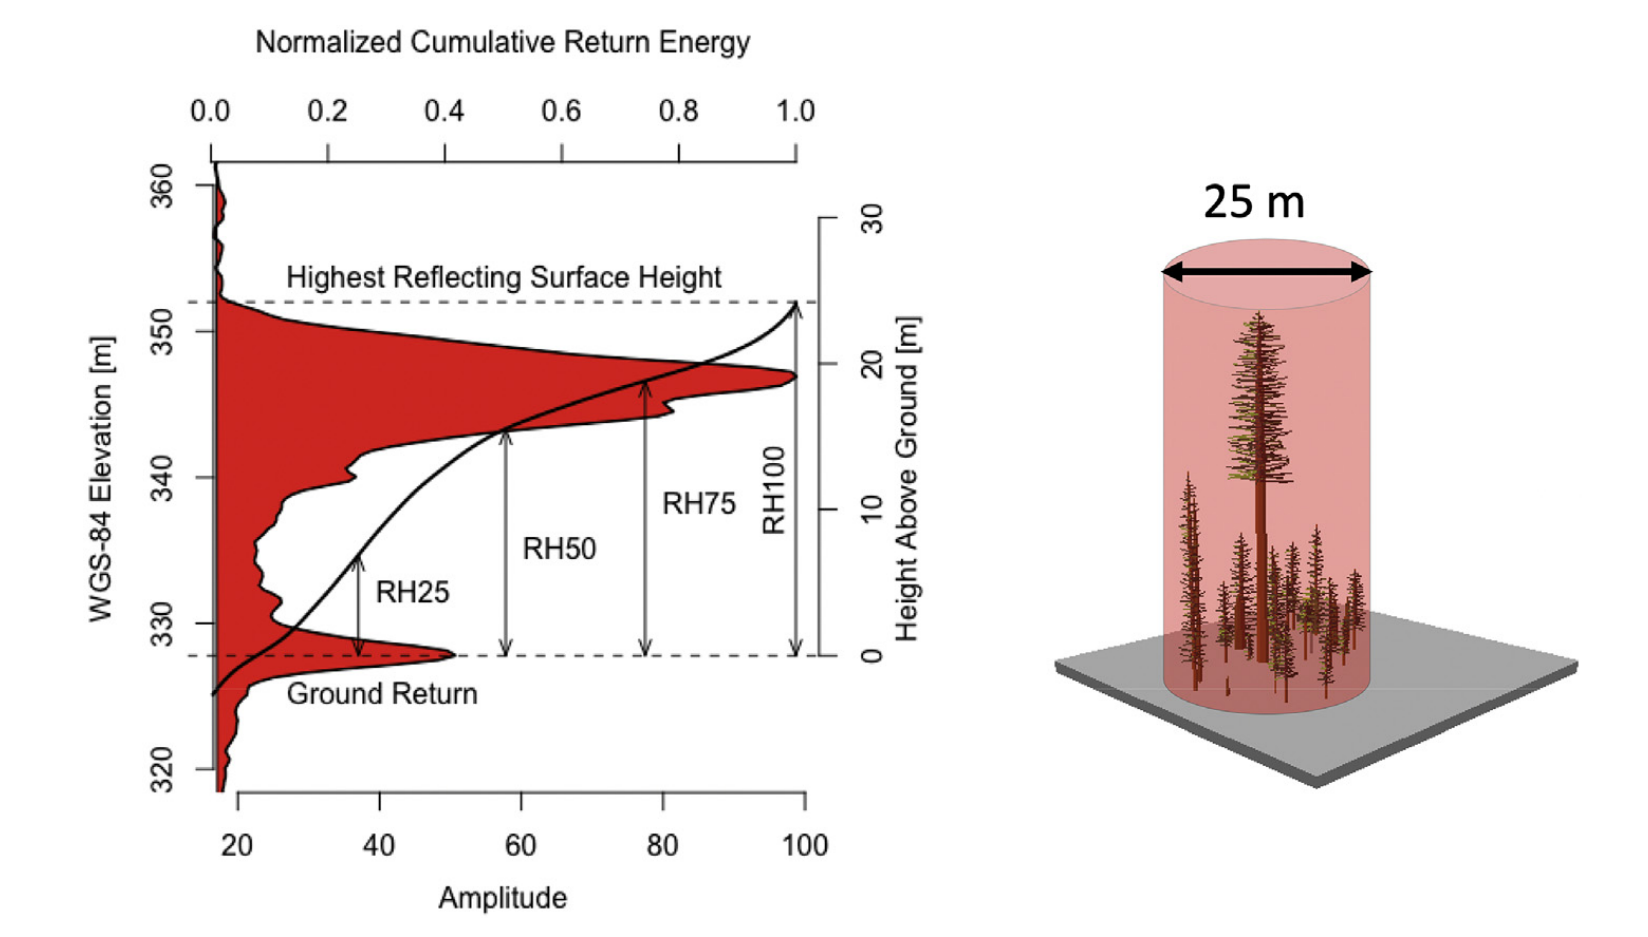 Normalized Cumulative Return Energy
0.0 0.2 0.4 0.6 0.8 1.0
WGS-84 Elevation [m]
360
350
340
330
320
Highest Reflecting Surface Height
RH25
RH50
RH75
RH100
Ground Return
30
20
10
0
Height Above Ground [m]
20 40 60 80 100
Amplitude
25 m